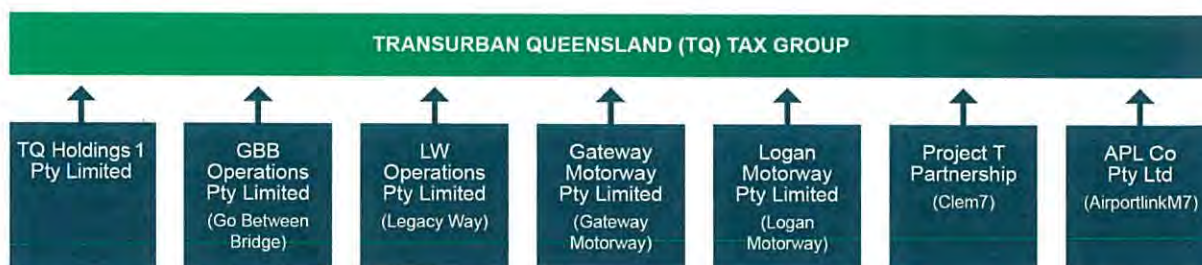 TRANSURBAN QUEENSLAND (TQ) TAX GROUP
TQ Holdings 1
Pty Limited
GBB
Operations
Pty Limited
(Go Between
Bridge)
LW
Operations
Pty Limited
(Legacy Way)
Gateway
Motorway
Pty Limited
(Gateway
Motorway)
Logan
Motorway
Pty Limited
(Logan
Motorway)
Project T
Partnership
(Clem7)
APL Co
Pty Ltd
(AirportlinkM7)